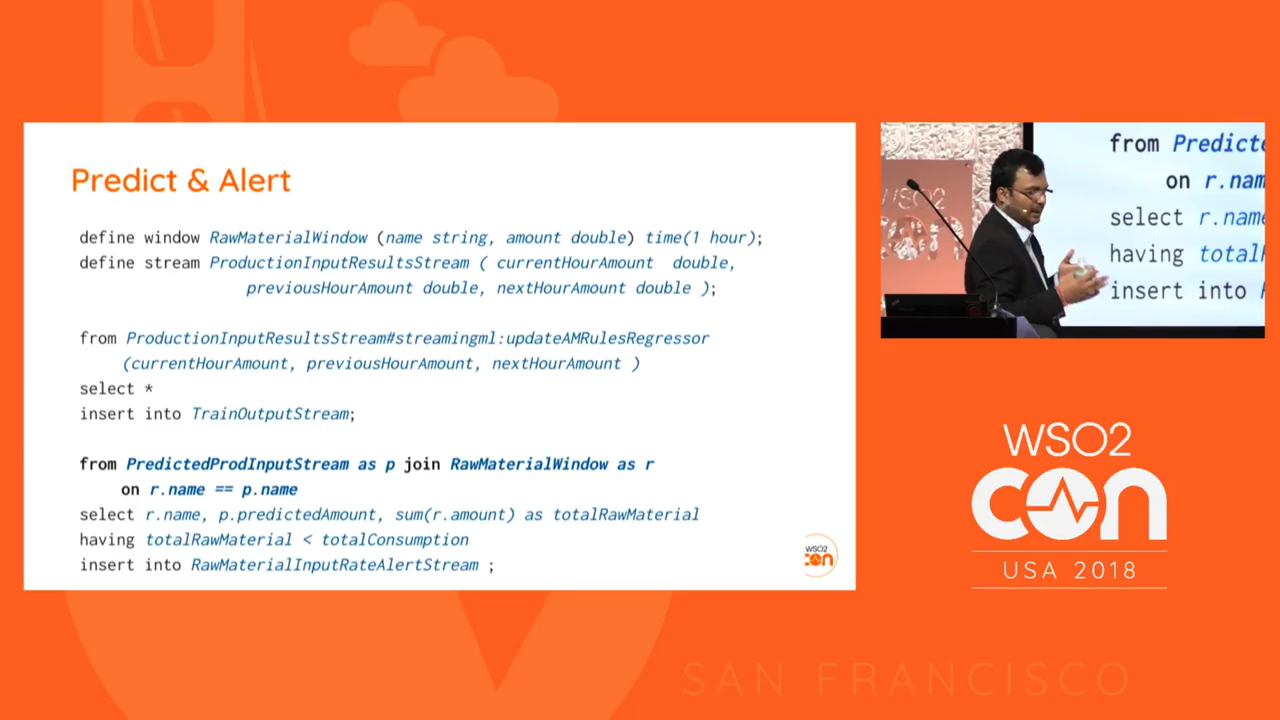 Predict & Alert
define window RawMaterialWindow (name string, amount double) time(1 hour);
define stream ProductionInputResultsStream ( currentHourAmount double,
previousHourAmount double, nextHourAmount double );
from ProductionInputResultsStream#streamingml:updateAMRulesRegressor
(currentHourAmount, previousHourAmount, nextHourAmount )
select *
insert into TrainOutputStream;
from PredictedProdInputStream as p join RawMaterialWindow as r
on r.name == p.name
select r.name, p.predictedAmount, sum(r.amount) as totalRawMaterial
having totalRawMaterial < totalConsumption
insert into RawMaterialInputRateAlertStream ;
WSO2
con
from Predicte
on r.nam
select r.name
having total
insert into
WSO2
con
WSO2
con
USA 2018
SAN FRANCISCO